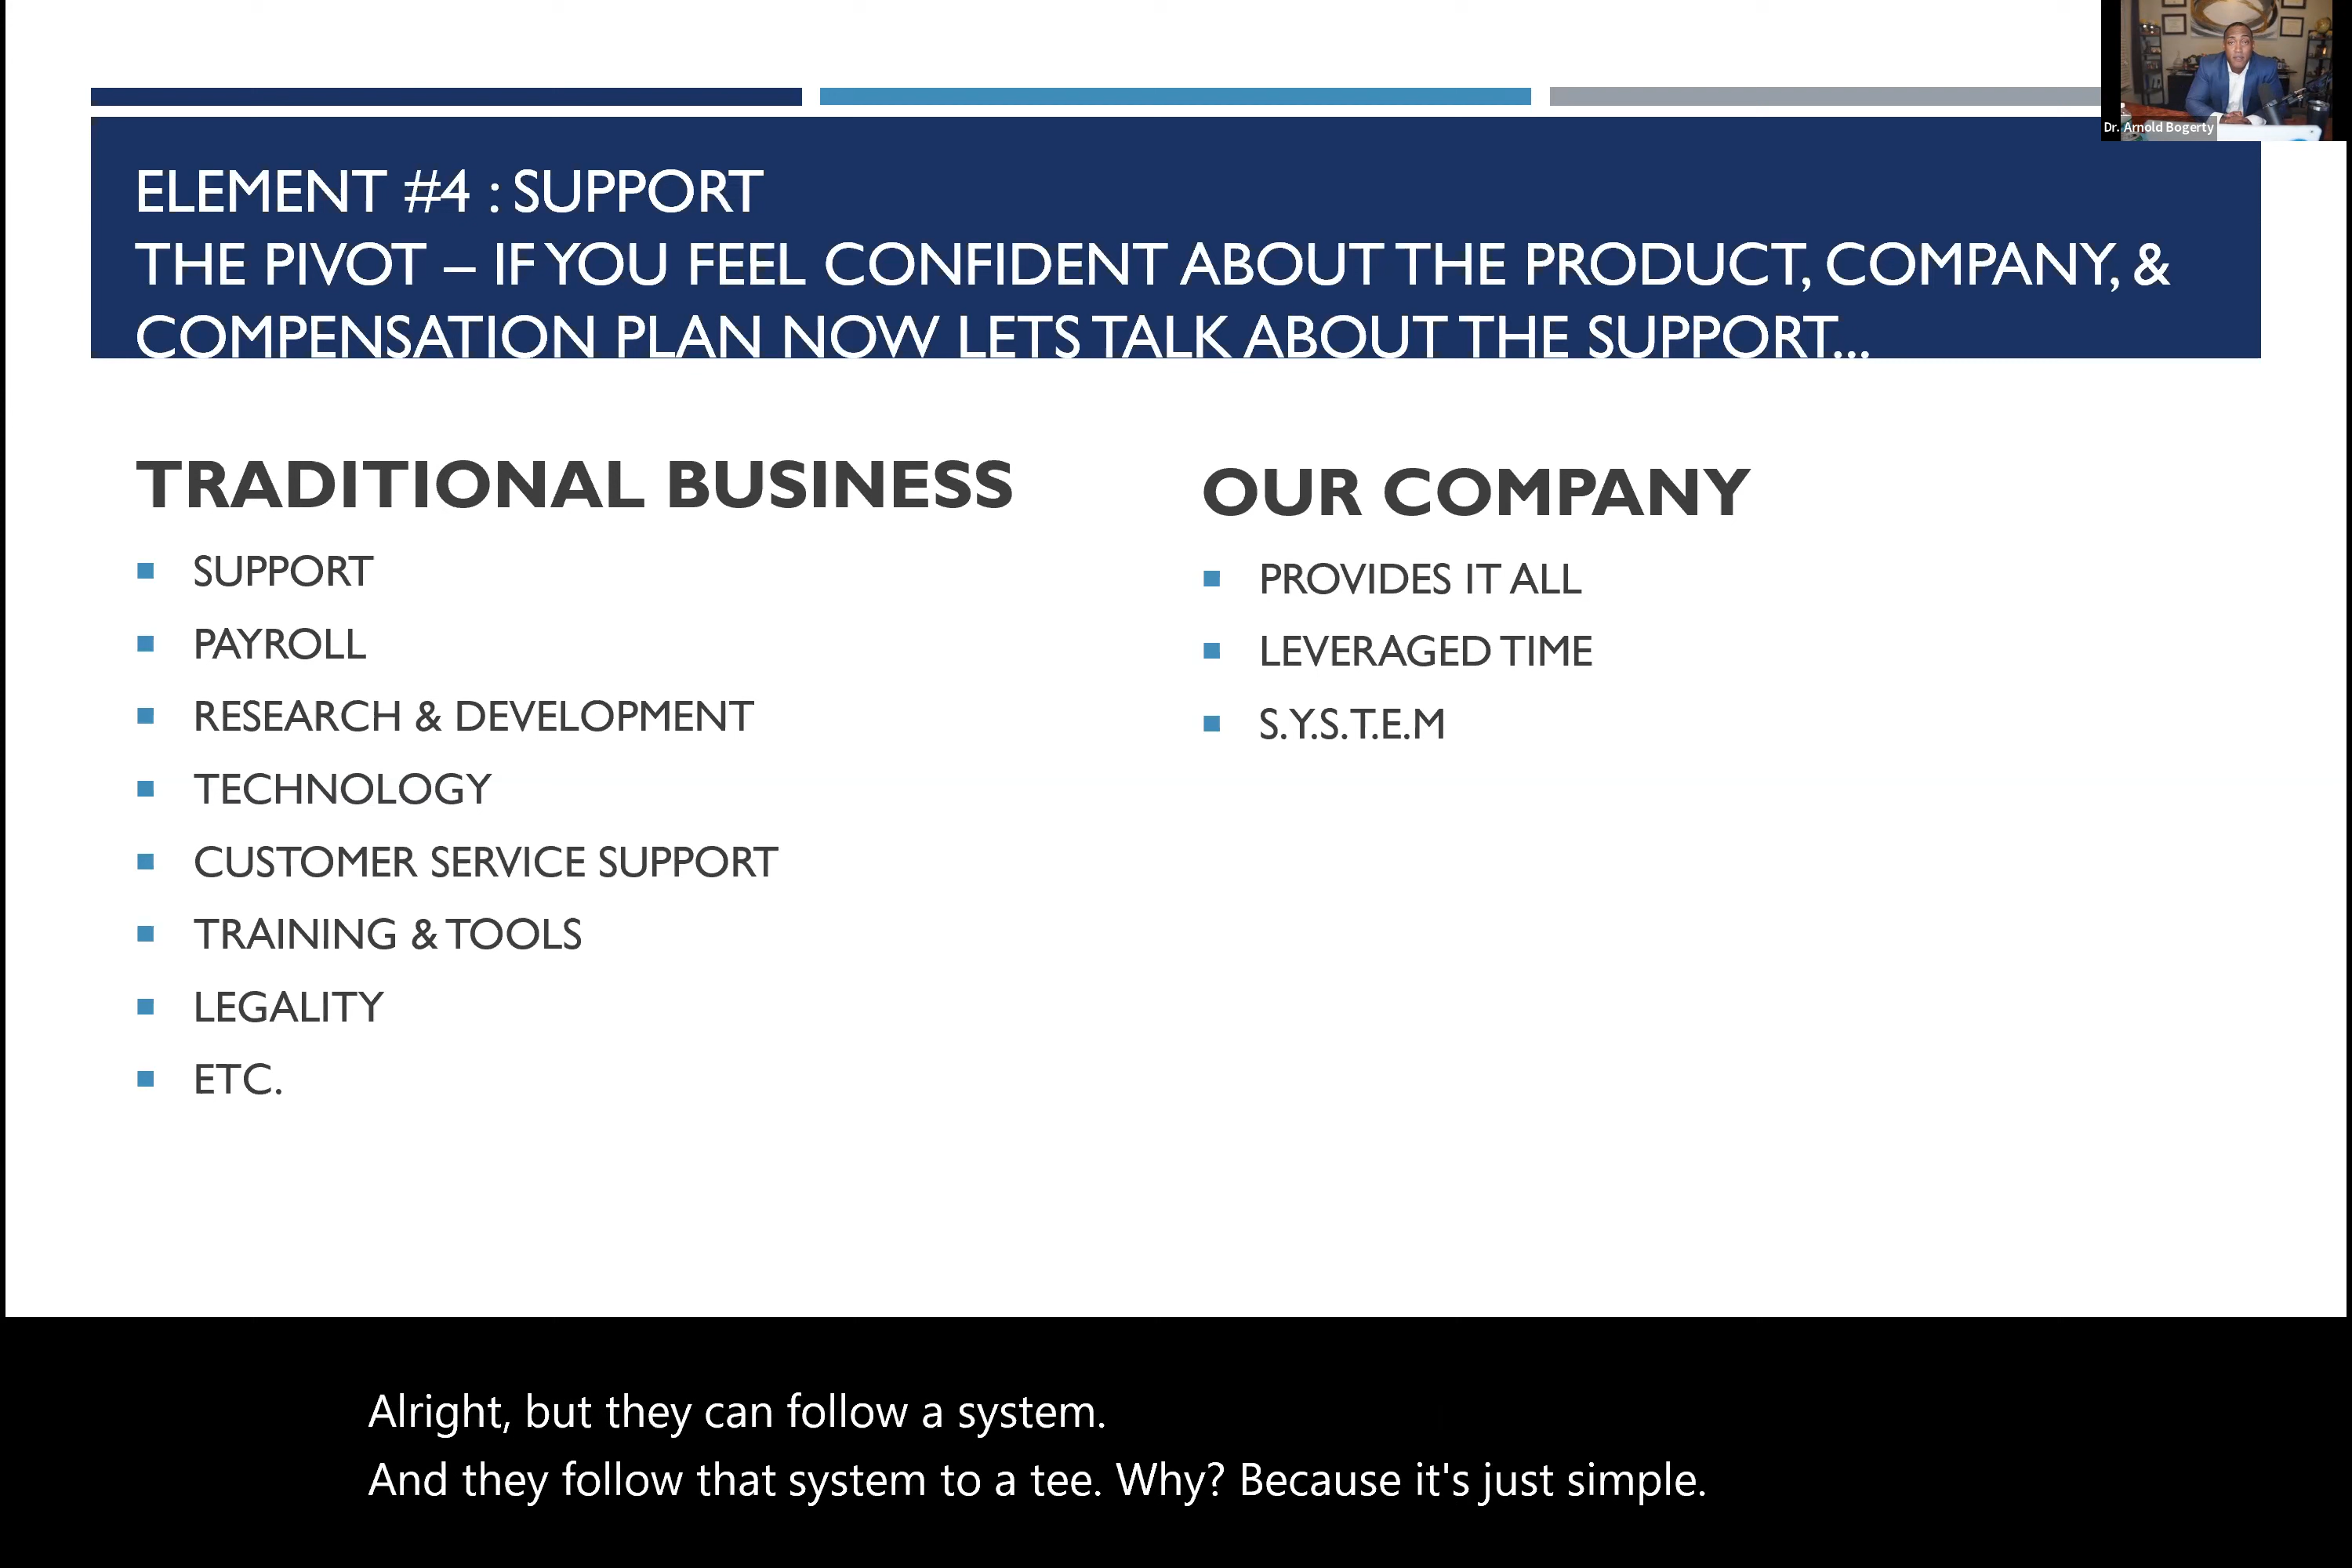 Dr. Arnold Bogerty
ELEMENT #4 : SUPPORT
THE PIVOT – IF YOU FEEL CONFIDENT ABOUT THE PRODUCT, COMPANY, &
COMPENSATION PLAN NOW LETS TALK ABOUT THE SUPPORT...
TRADITIONAL BUSINESS
SUPPORT
PAYROLL
RESEARCH & DEVELOPMENT
TECHNOLOGY
CUSTOMER SERVICE SUPPORT
TRAINING & TOOLS
LEGALITY
ETC.
OUR COMPANY
PROVIDES IT ALL
LEVERAGED TIME
S.Y.S.T.E.M
Alright, but they can follow a system.
And they follow that system to a tee. Why? Because it's just simple.